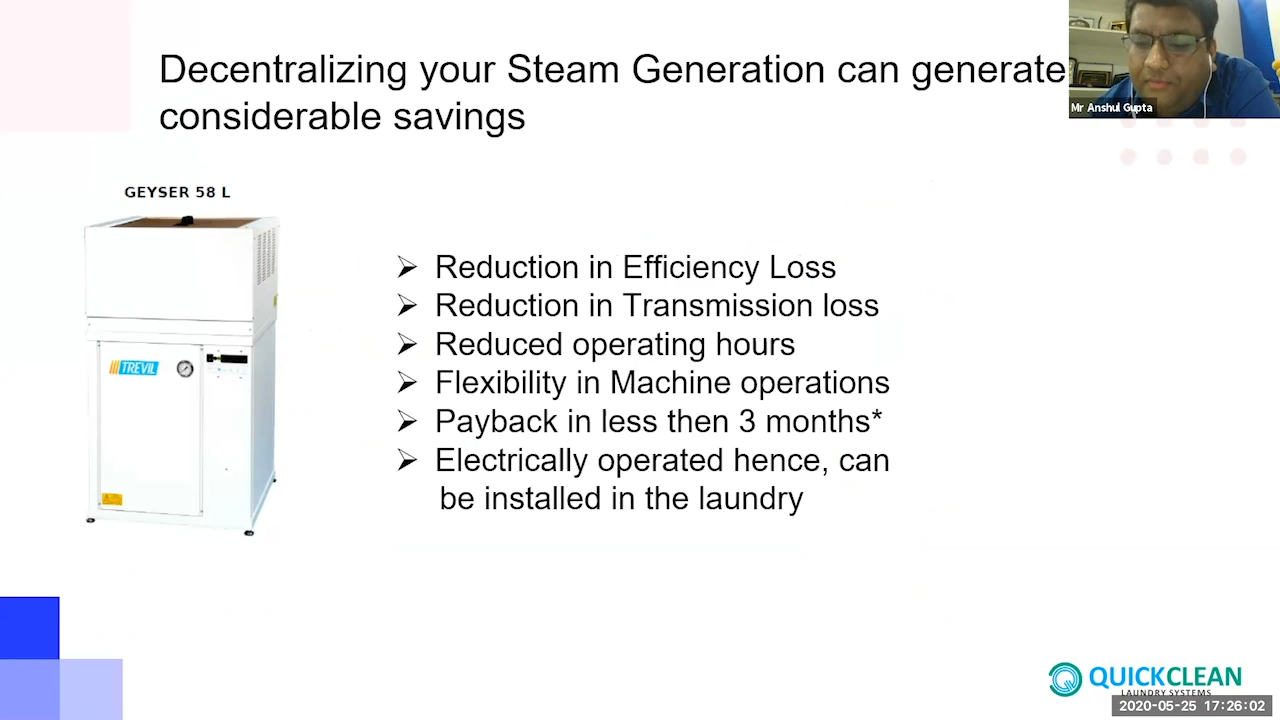 Decentralizing your Steam Generation can generate
considerable savings
Mr Anshul Gupta
GEYSER 58 L
TREVIL
➢ Reduction in Efficiency Loss
➢ Reduction in Transmission loss
➢ Reduced operating hours
➢ Flexibility in Machine operations
➢ Payback in less then 3 months*
➢ Electrically operated hence, can
be installed in the laundry
QUICKCLEAN
LAUNDRY SYSTEMS
2020-05-25 17:26:02